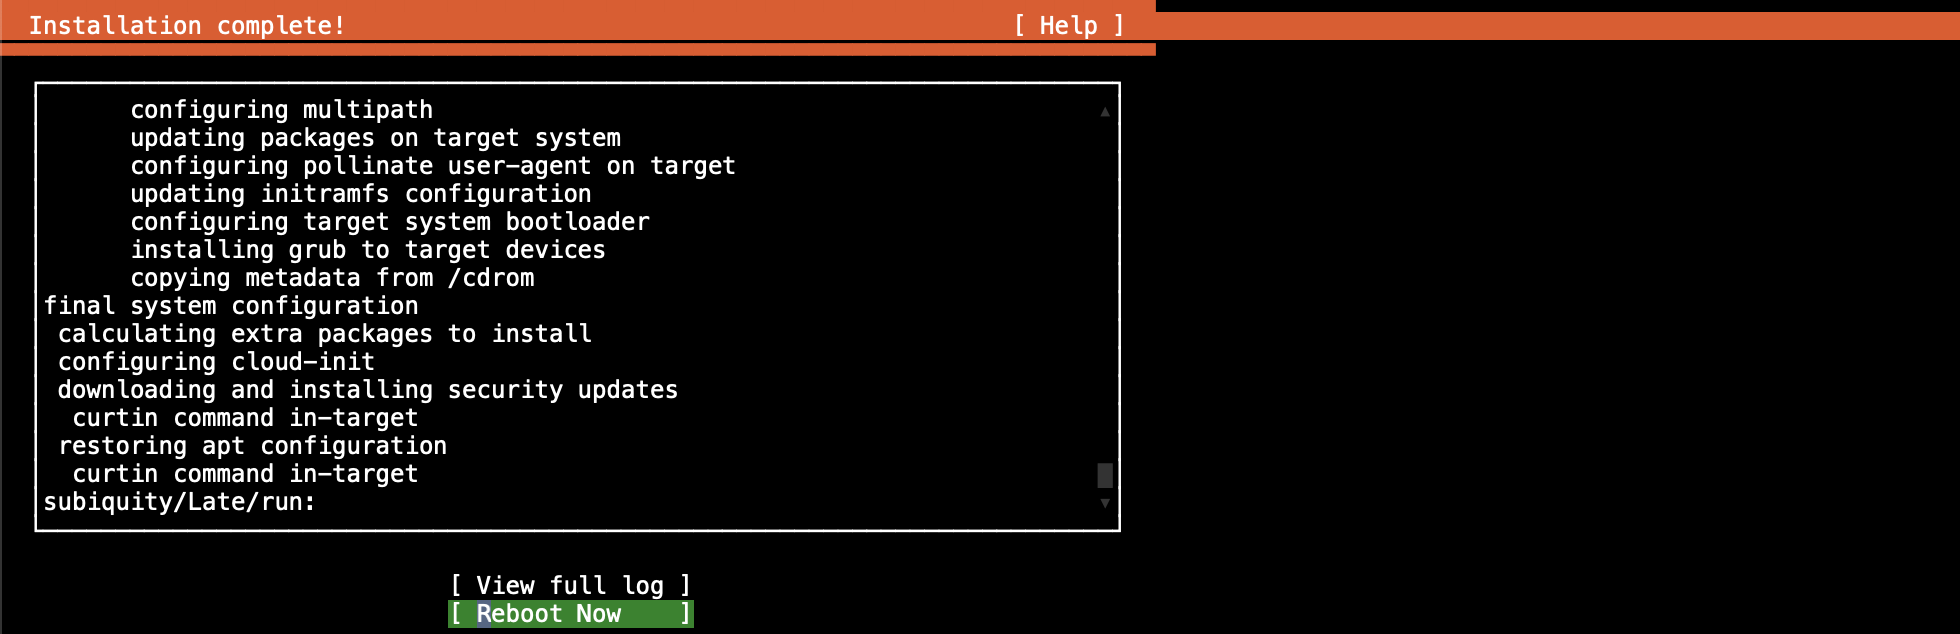 Installation complete! [ Help ]
configuring multipath
updating packages on target system
configuring pollinate user-agent on target
updating initramfs configuration
configuring target system bootloader
installing grub to target devices
copying metadata from /cdrom
final system configuration
calculating extra packages to install
configuring cloud-init
downloading and installing security updates
curtin command in-target
restoring apt configuration
curtin command in-target
subiquity/Late/run:
[ View full log ]
[ Reboot Now ]